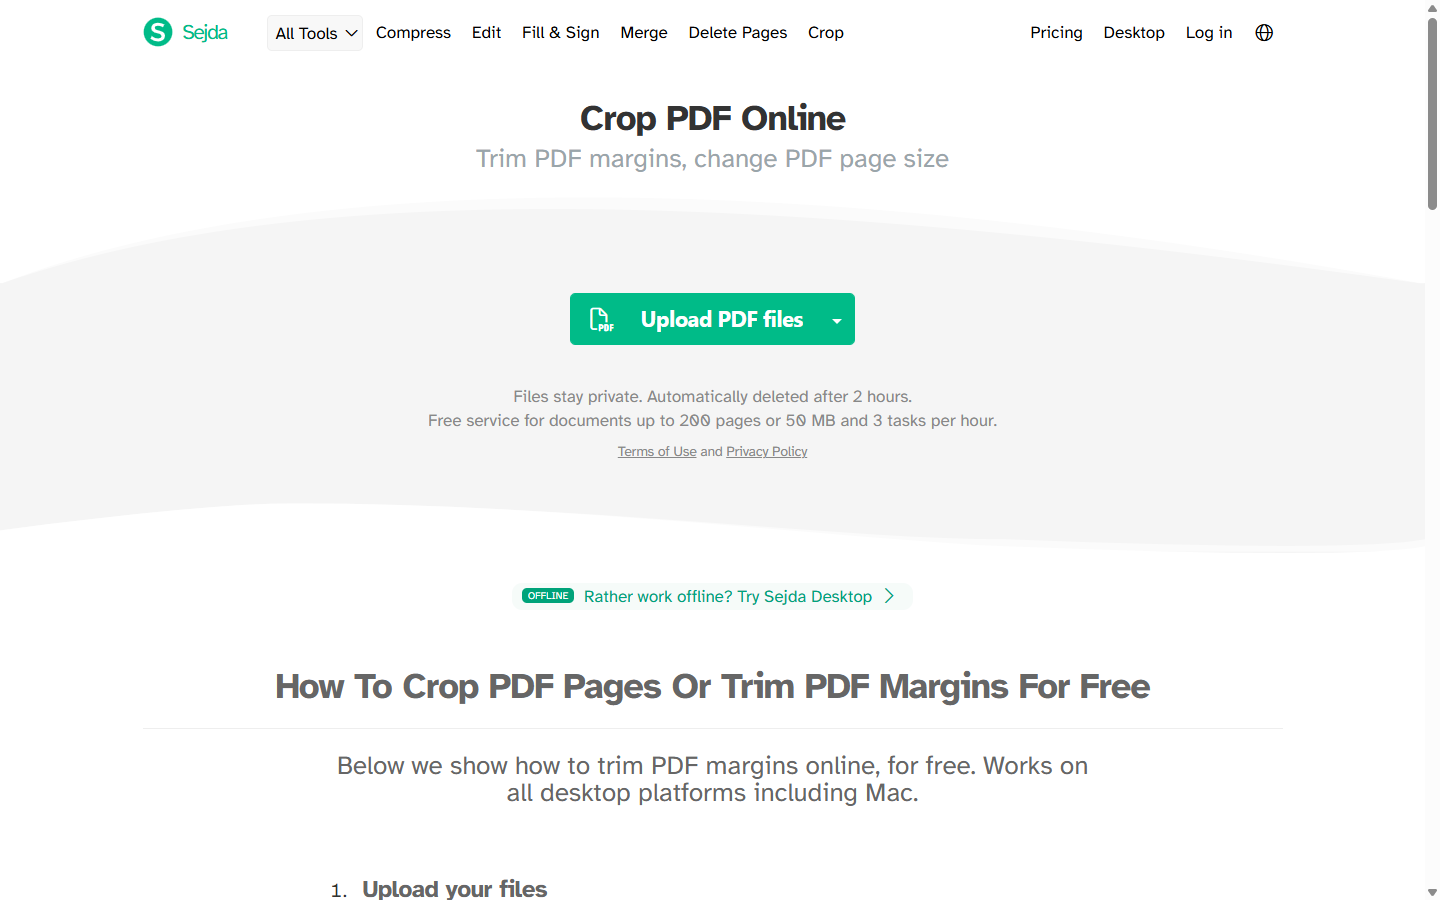 S Sejda
All Tools Compress Edit Fill & Sign Merge Delete Pages Crop Pricing Desktop Log in
Crop PDF Online
Trim PDF margins, change PDF page size
PDF Upload PDF files
Files stay private. Automatically deleted after 2 hours.
Free service for documents up to 200 pages or 50 MB and 3 tasks per hour.
Terms of Use and Privacy Policy
OFFLINE Rather work offline? Try Sejda Desktop
How To Crop PDF Pages Or Trim PDF Margins For Free
Below we show how to trim PDF margins online, for free. Works on
all desktop platforms including Mac.
1. Upload your files